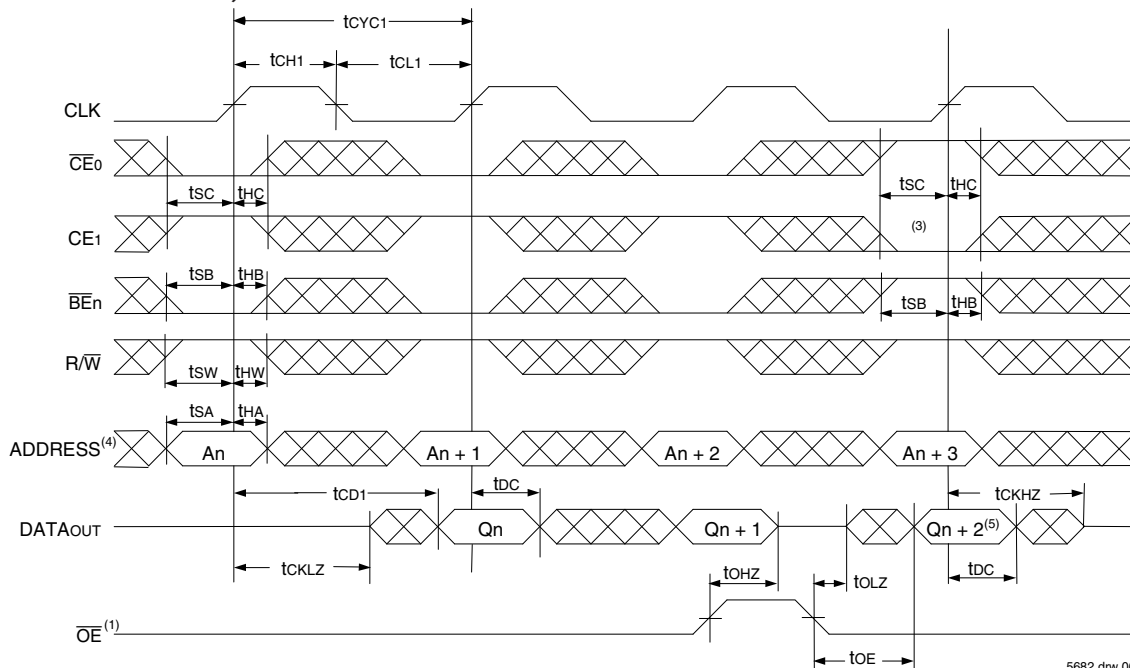 tCYC1
tCH1 tCL1
CLK
CE0
tSC tHC tSC tHC
CE1 (3)
tSB tHB
BEn tSB tHB
R/W
tSW tHW
tSA tHA
ADDRESS(4) An An + 1 An + 2 An + 3
tCD1 tDC tCKHZ
DATAOUT Qn Qn + 1 Qn + 2(5)
tCKLZ tOHZ tOLZ tDC
OE(1)
tOE